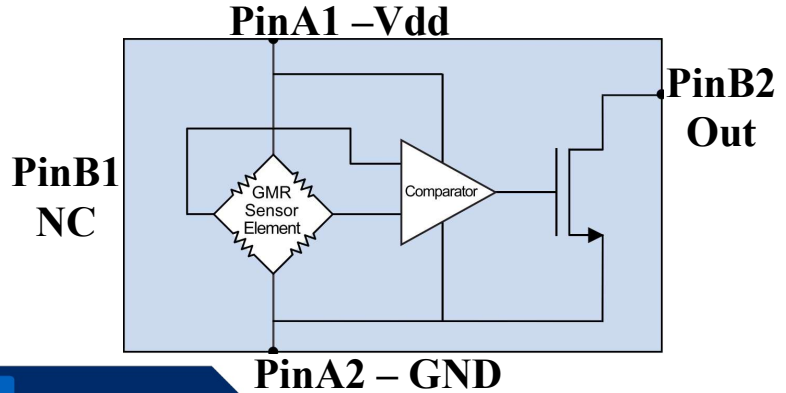 PinA1 –Vdd
PinB2
Out
PinB1
NC
GMR
Sensor
Element
Comparator
PinA2 – GND